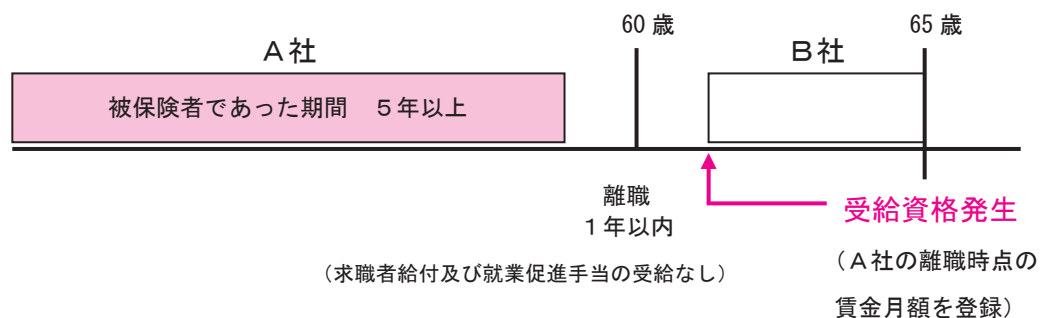 60歳
65歳
A社
B社
被保険者であった期間　5年以上
離職
1年以内
受給資格発生
（求職者給付及び就業促進手当の受給なし）
（A社の離職時点の
賃金月額を登録）